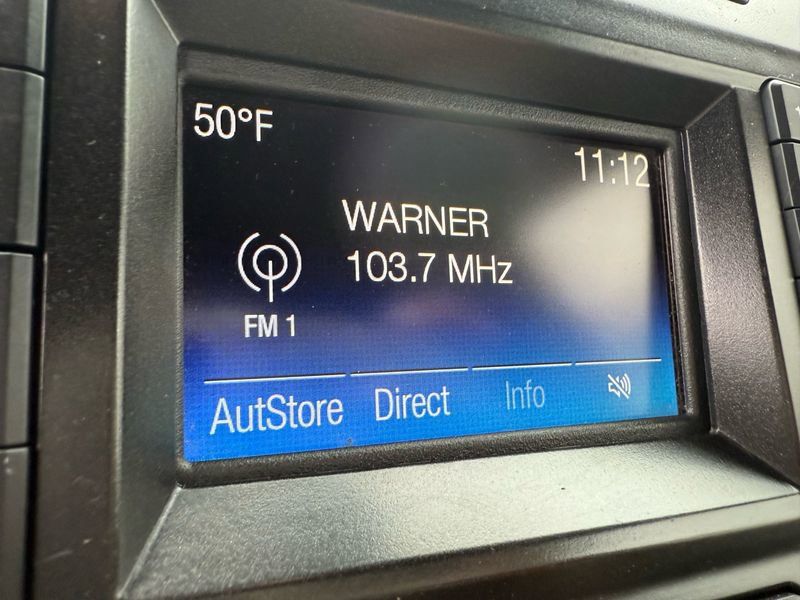 50°F
11:12
WARNER
103.7 MHz
FM 1
AutStore Direct Info